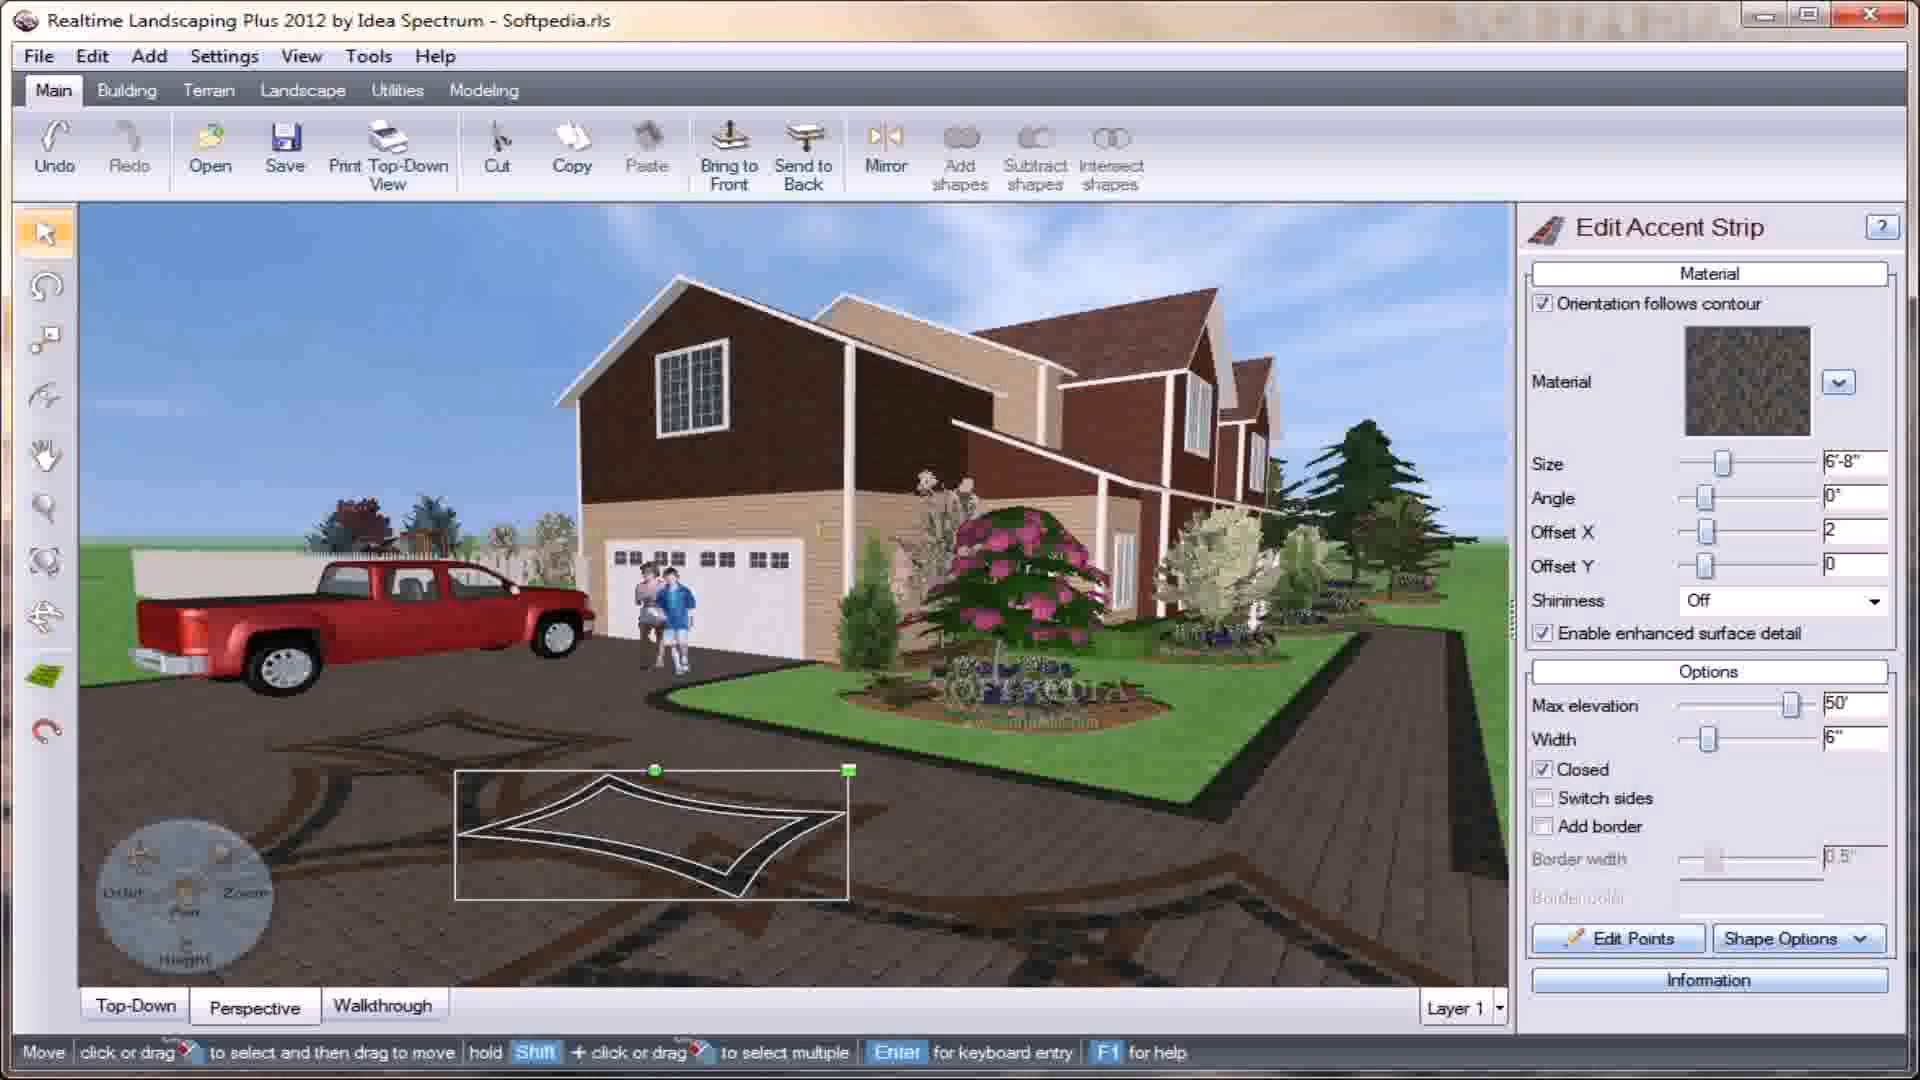 Realtime Landscaping Plus 2012 by Idea Spectrum - Softpedia.rls
File Edit Add Settings View Tools Help
Main Building Terrain Landscape Utilities Modeling
Undo Redo Open Save Print Top-Down View Cut Copy Paste Bring to Front Send to Back Mirror Add shapes Subtract shapes Intersect shapes
Edit Accent Strip ?
Material
Orientation follows contour
Material
Size 6'-8"
Angle 0°
Offset X 2
Offset Y 0
Shininess Off
Enable enhanced surface detail
Options
Max elevation 50'
Width 6"
Closed
Switch sides
Add border
Border width 0.5"
Border color
Edit Points Shape Options
Information
SOFTPEDIA
Orbit Zoom
Pan
Height
Top-Down Perspective Walkthrough Layer 1
Move click or drag to select and then drag to move hold Shift + click or drag to select multiple Enter for keyboard entry F1 for help